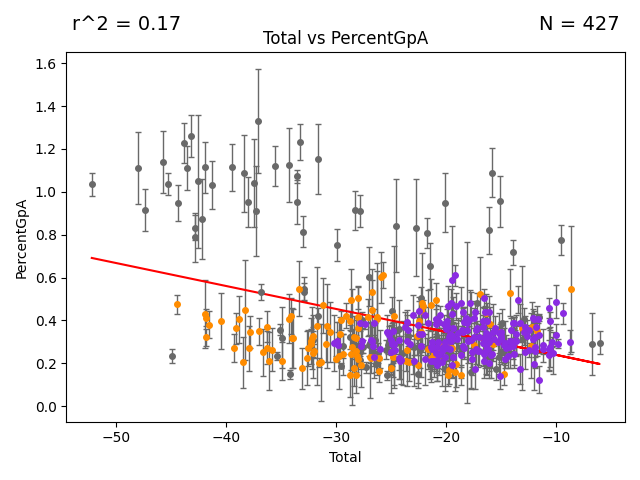 r^2 = 0.17
N = 427
Total vs PercentGpA
1.6
1.4
1.2
1.0
0.8
0.6
0.4
0.2
0.0
PercentGpA
−50
−40
−30
−20
−10
Total